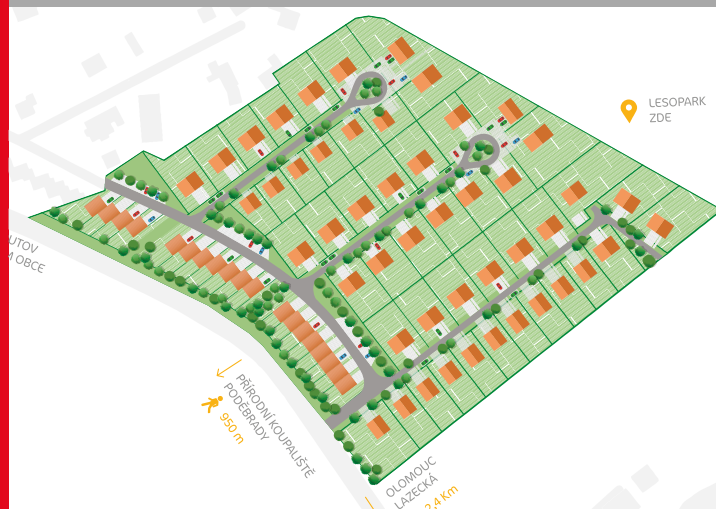 LESOPARK
ZDE
UTOV
M OBCE
PŘÍRODNÍ KOUPALIŠTĚ
PODĚBRADY
950 m
OLOMOUC
LAZECKÁ
2,4 Km